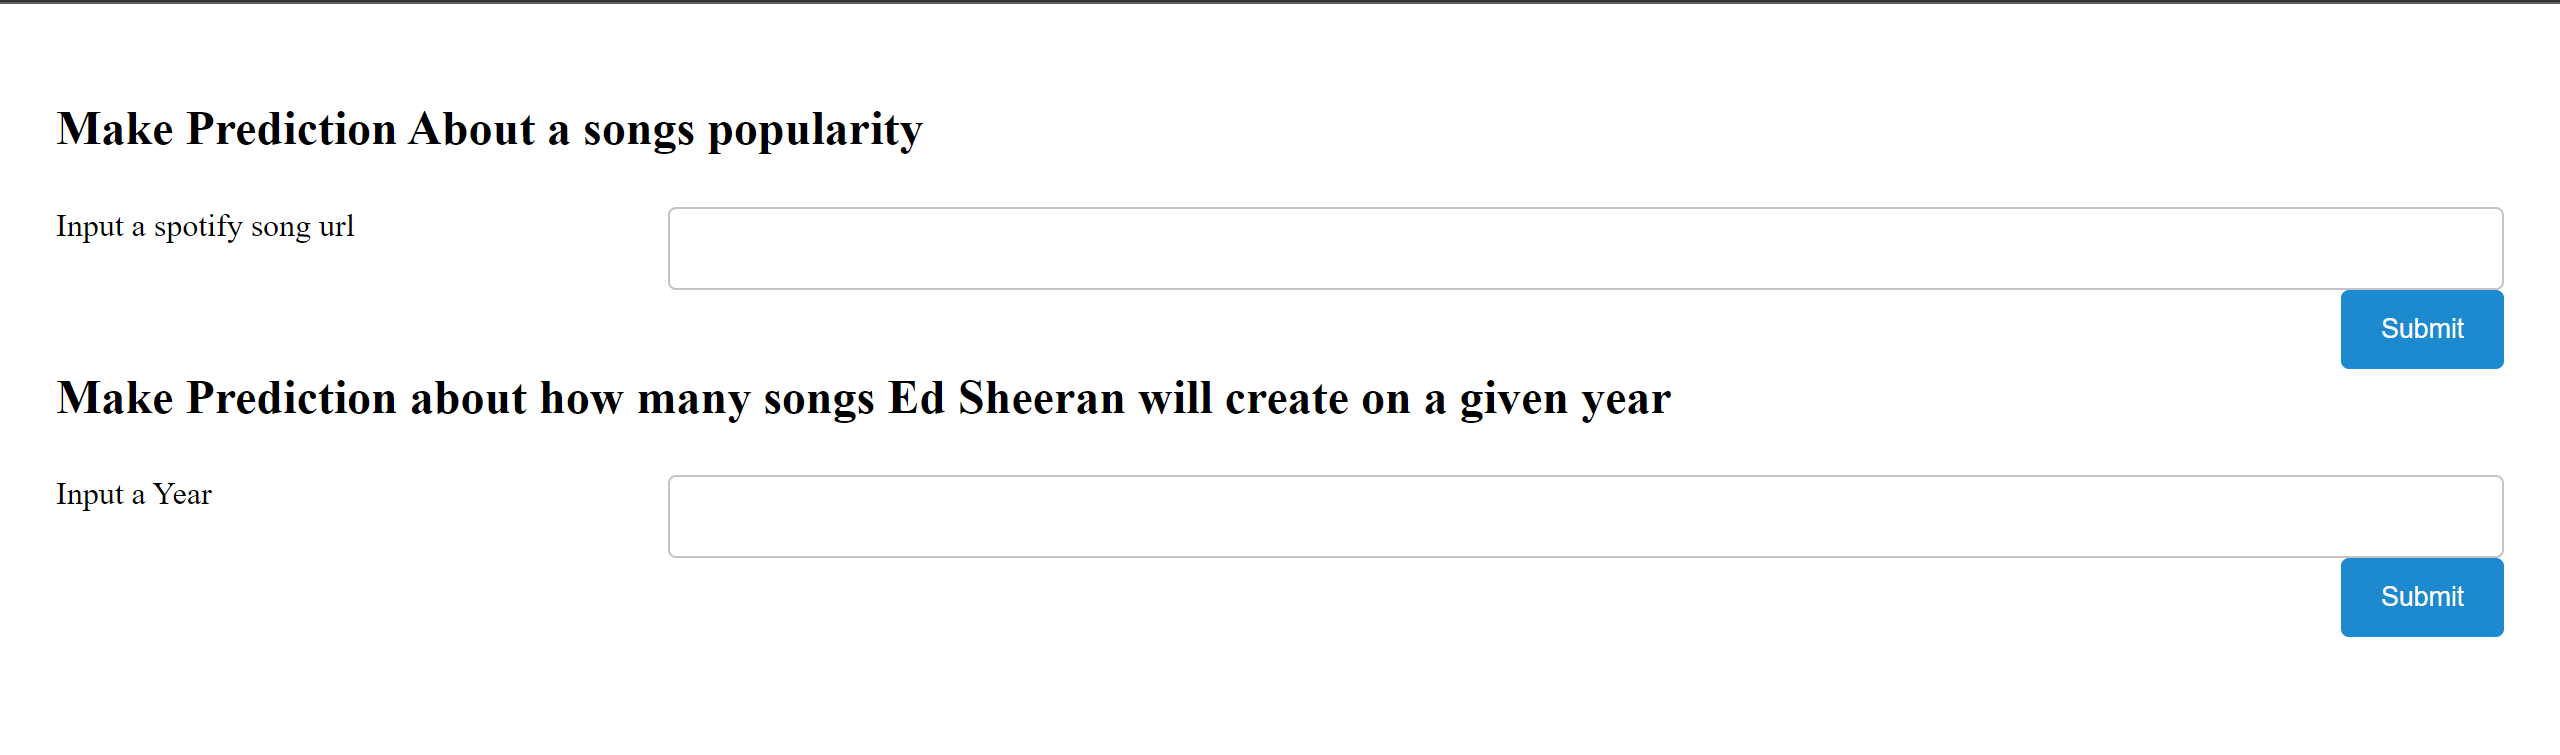 Make Prediction About a songs popularity
Input a spotify song url
Submit
Make Prediction about how many songs Ed Sheeran will create on a given year
Input a Year
Submit